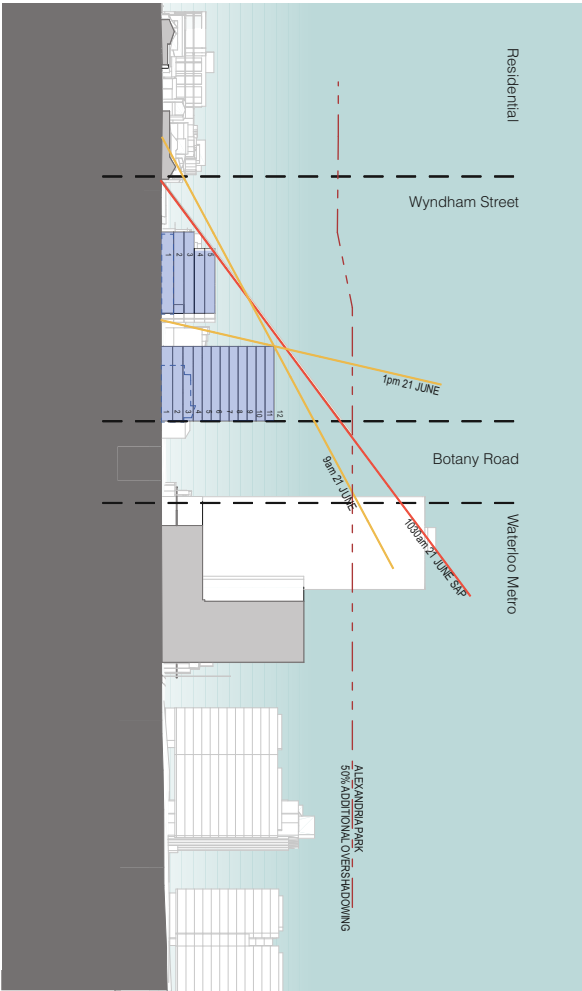 Residential
Wyndham Street
Botany Road
Waterloo Metro
1pm 21 JUNE
9am 21 JUNE
1030am 21 JUNE SAP
ALEXANDRIA PARK
50% ADDITIONAL OVERSHADOWING
1
2
3
4
5
1
2
3
4
5
6
7
8
9
10
11
12